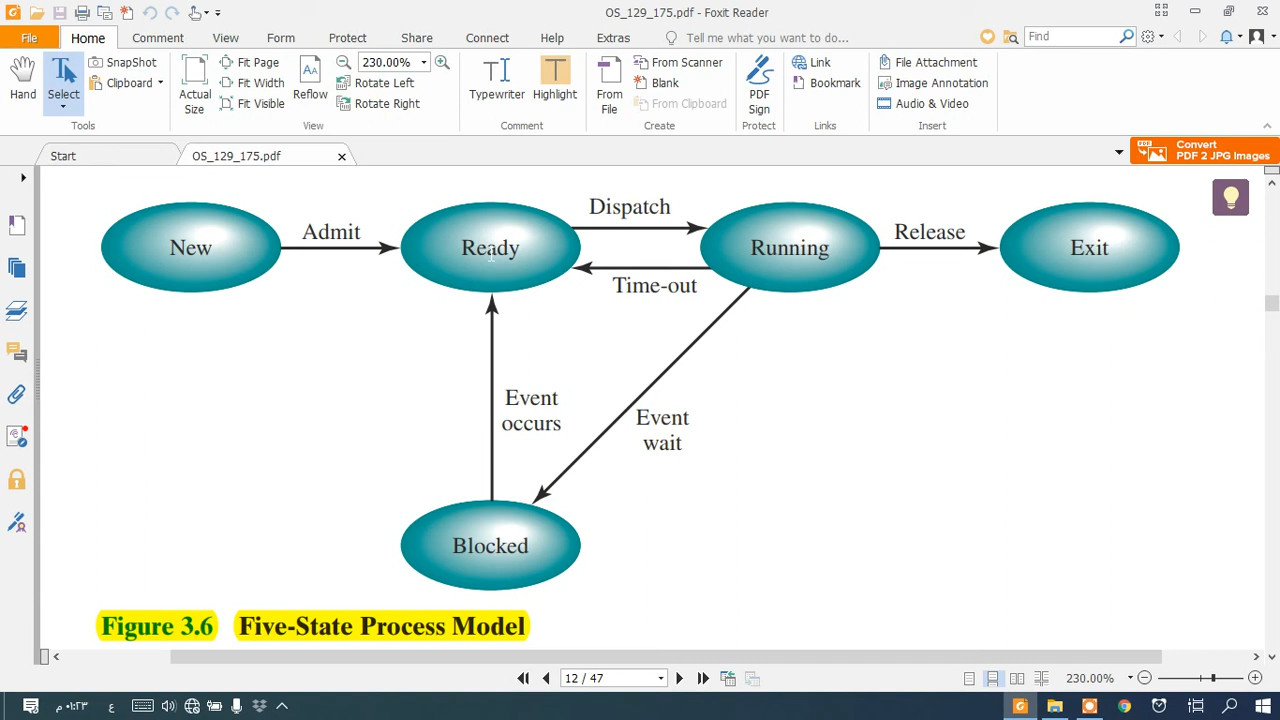 OS_129_175.pdf - Foxit Reader
File Home Comment View Form Protect Share Connect Help Extras Tell me what you want to do... Find
Hand
Select
SnapShot
Clipboard
Tools
Actual
Size
Fit Page
Fit Width
Fit Visible
Reflow
230.00%
Rotate Left
Rotate Right
View
Typewriter
Highlight
Comment
From
File
From Scanner
Blank
From Clipboard
Create
PDF
Sign
Protect
Link
Bookmark
Links
File Attachment
Image Annotation
Audio & Video
Insert
Start OS_129_175.pdf
Convert
PDF 2 JPG Images
New
Admit
Ready
Dispatch
Time-out
Running
Release
Exit
Event
occurs
Event
wait
Blocked
Figure 3.6 Five-State Process Model
12 / 47
230.00%
ع
١:٢٣م